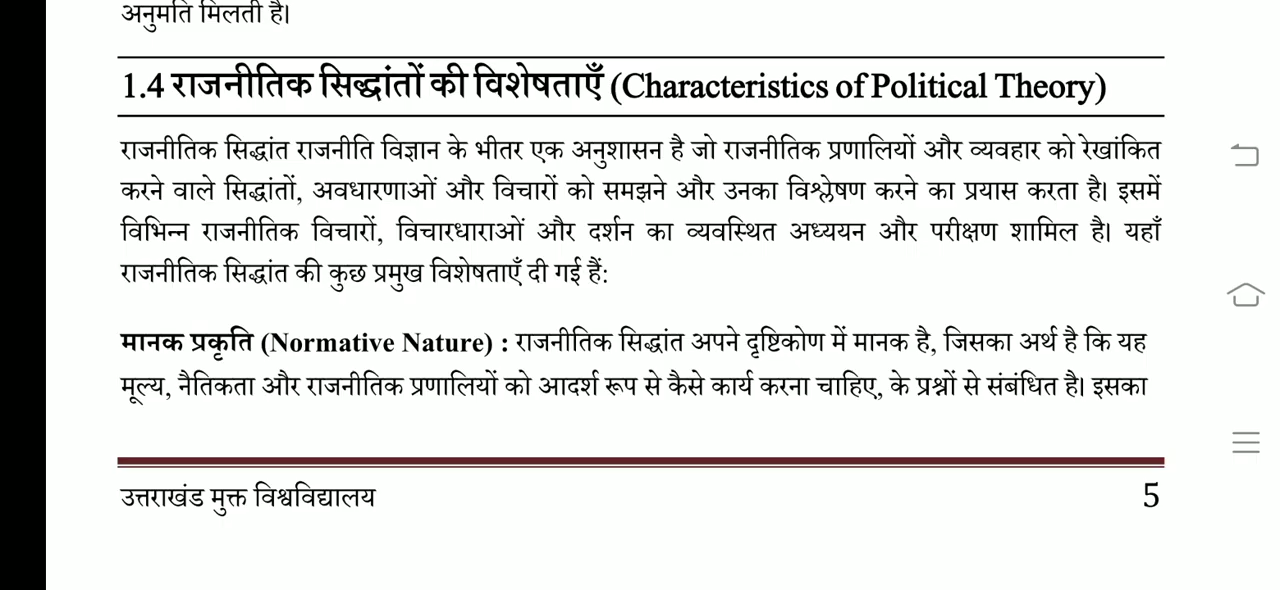 अनुमति मिलती है।
1.4 राजनीतिक सिद्धांतों की विशेषताएँ (Characteristics of Political Theory)
राजनीतिक सिद्धांत राजनीति विज्ञान के भीतर एक अनुशासन है जो राजनीतिक प्रणालियों और व्यवहार को रेखांकित
करने वाले सिद्धांतों, अवधारणाओं और विचारों को समझने और उनका विश्लेषण करने का प्रयास करता है। इसमें
विभिन्न राजनीतिक विचारों, विचारधाराओं और दर्शन का व्यवस्थित अध्ययन और परीक्षण शामिल है। यहाँ
राजनीतिक सिद्धांत की कुछ प्रमुख विशेषताएँ दी गई हैं:
मानक प्रकृति (Normative Nature) : राजनीतिक सिद्धांत अपने दृष्टिकोण में मानक है, जिसका अर्थ है कि यह
मूल्य, नैतिकता और राजनीतिक प्रणालियों को आदर्श रूप से कैसे कार्य करना चाहिए, के प्रश्नों से संबंधित है। इसका
उत्तराखंड मुक्त विश्वविद्यालय 5